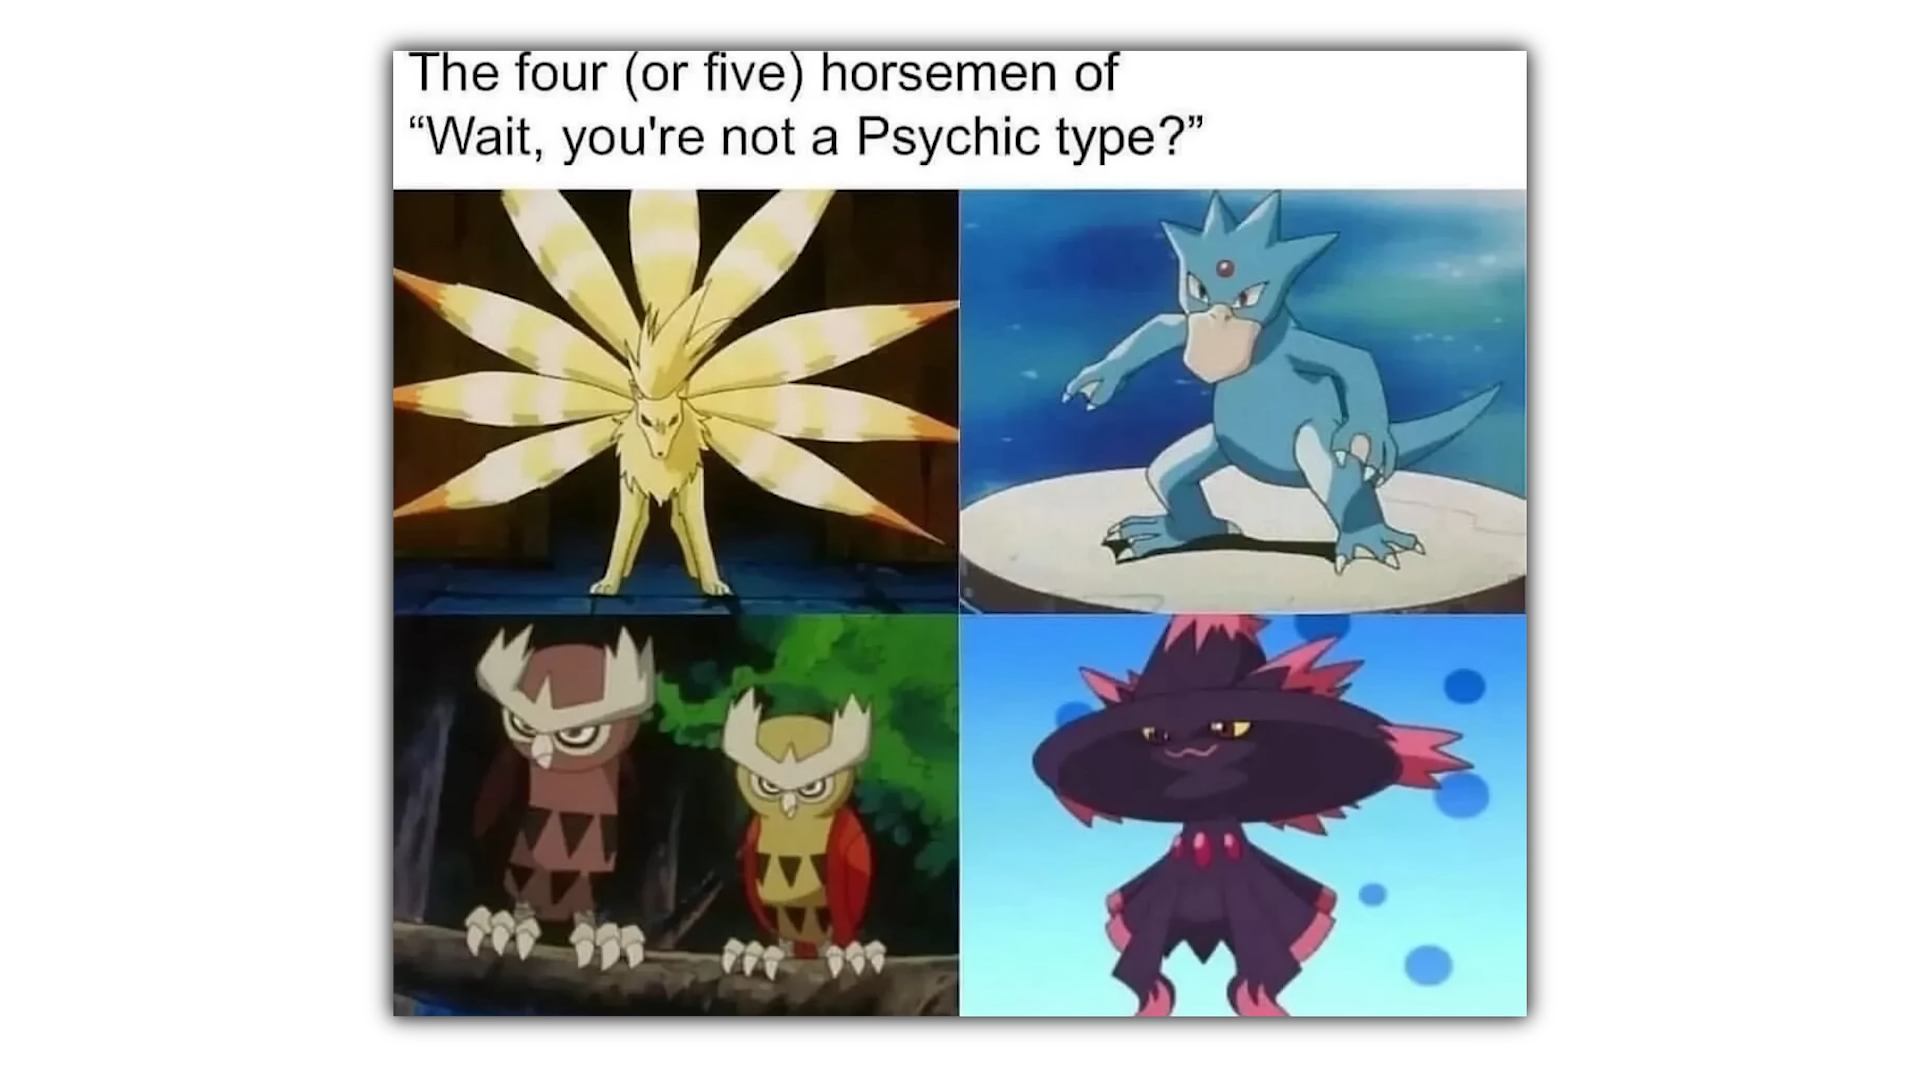 The four (or five) horsemen of
“Wait, you're not a Psychic type?”